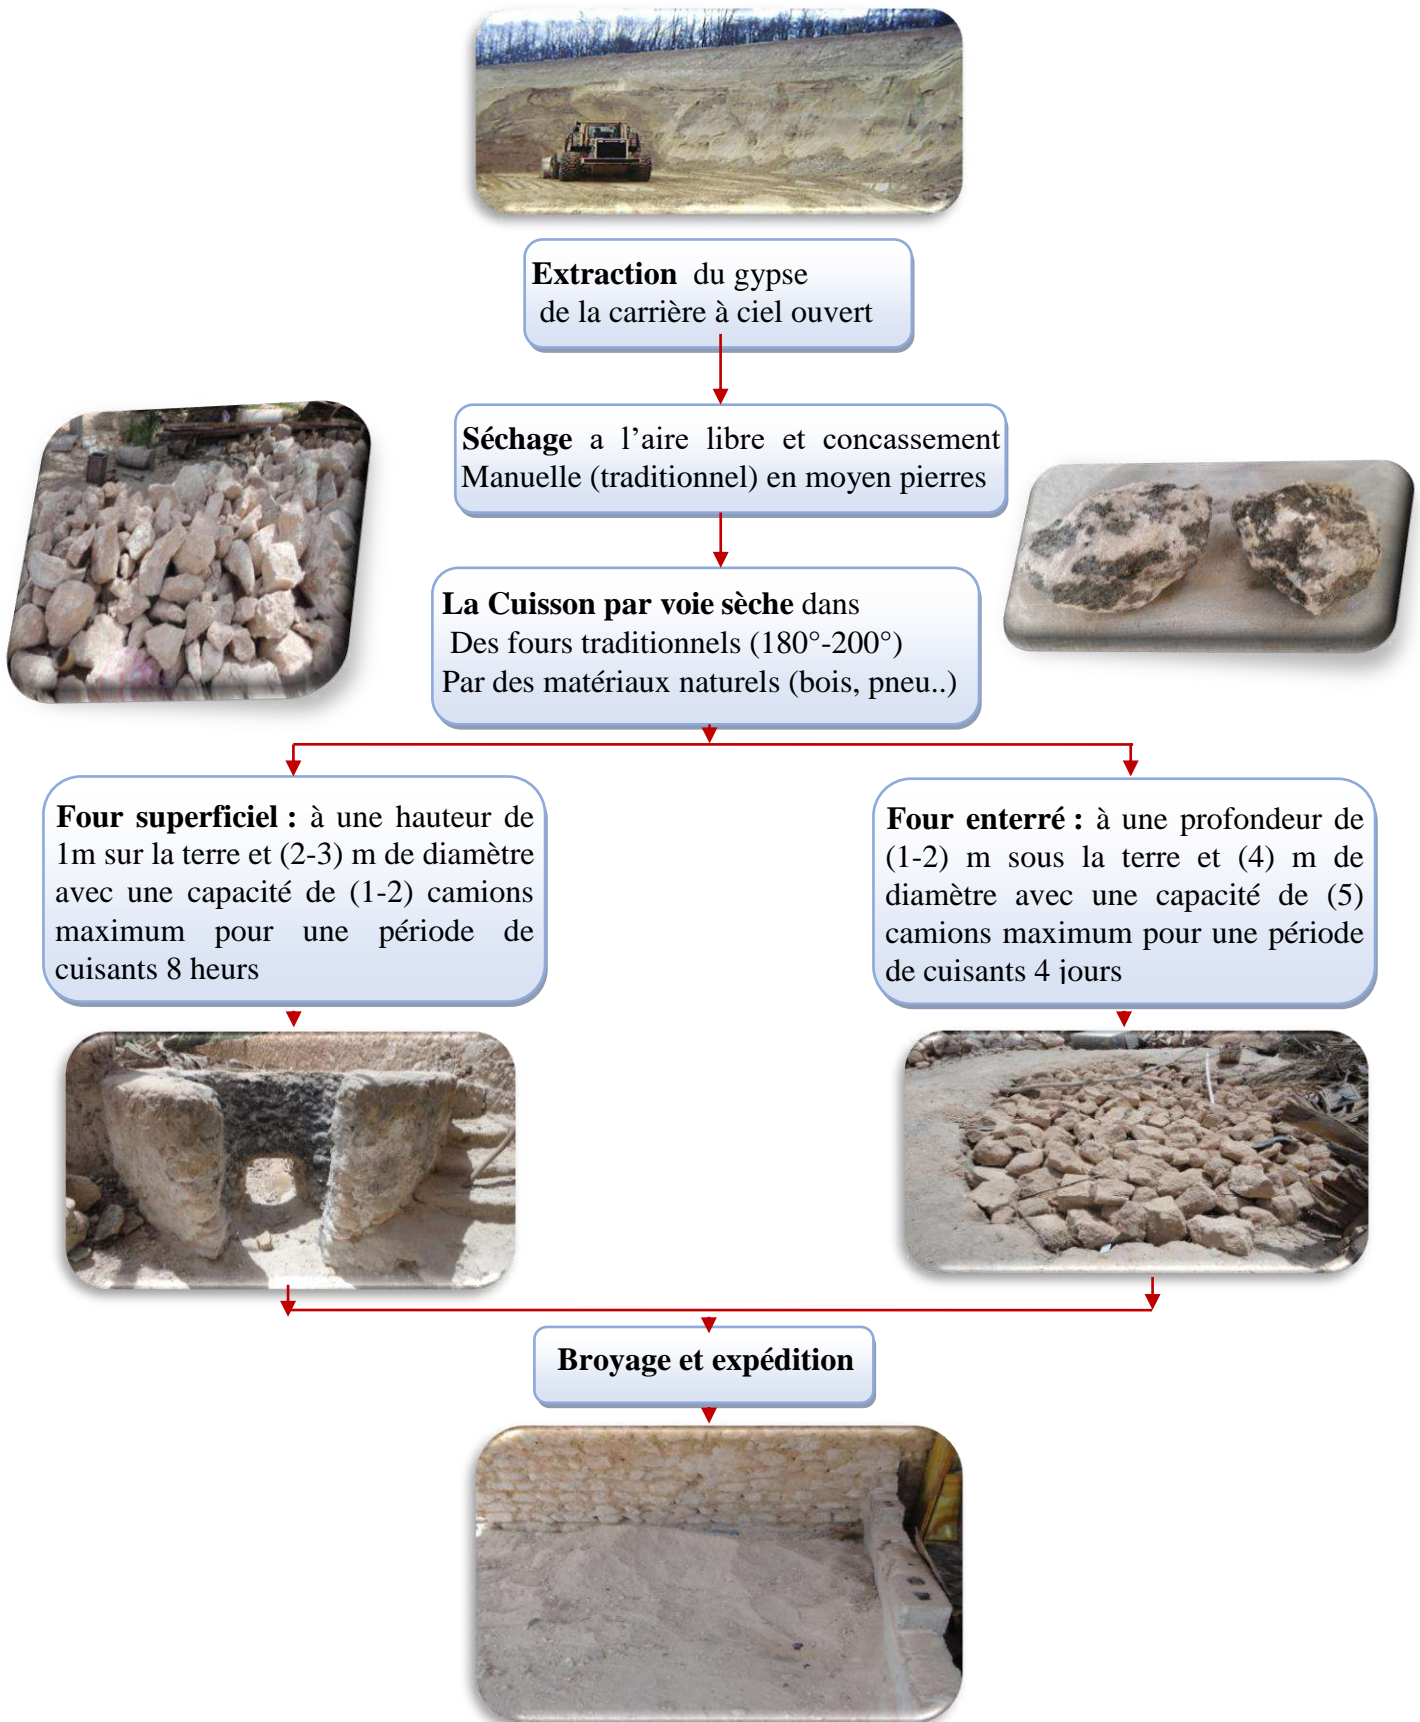 Extraction du gypse
de la carrière à ciel ouvert
Séchage a l’aire libre et concassement
Manuelle (traditionnel) en moyen pierres
La Cuisson par voie sèche dans
Des fours traditionnels (180°-200°)
Par des matériaux naturels (bois, pneu..)
Four superficiel : à une hauteur de
1m sur la terre et (2-3) m de diamètre
avec une capacité de (1-2) camions
maximum pour une période de
cuisants 8 heurs
Four enterré : à une profondeur de
(1-2) m sous la terre et (4) m de
diamètre avec une capacité de (5)
camions maximum pour une période
de cuisants 4 jours
Broyage et expédition